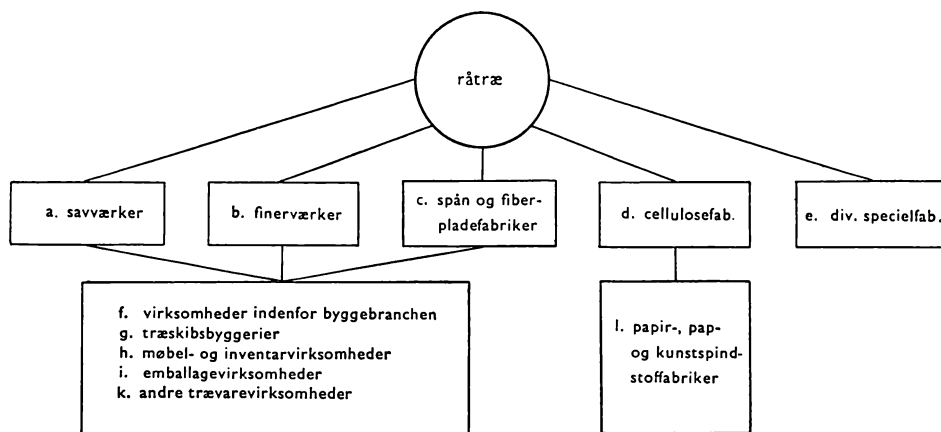 råtræ
a. savværker
b. finerværker
c. spån og fiber-
pladefabriker
d. cellulosefab.
e. div. specielfab.
f. virksomheder indenfor byggebranchen
g. træskibsbyggerier
h. møbel- og inventarvirksomheder
i. emballagevirksomheder
k. andre trævarevirksomheder
l. papir-, pap-
og kunstspind-
stoffabriker